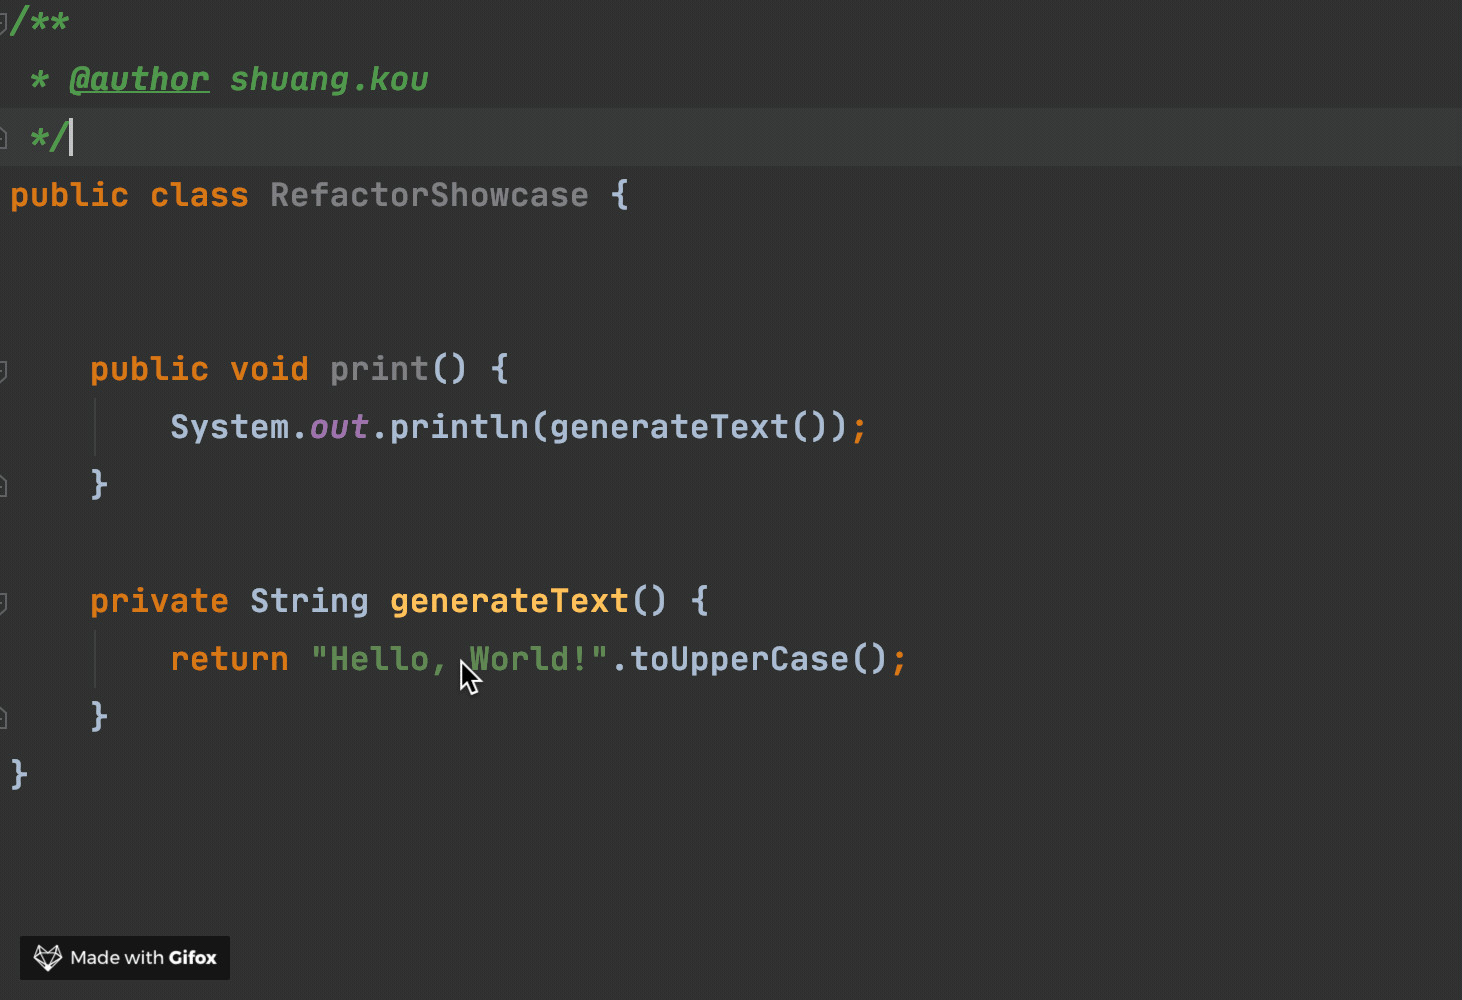 /**
 * @author shuang.kou
 */
public class RefactorShowcase {
    public void print() {
        System.out.println(generateText());
    }
    private String generateText() {
        return "Hello, World!".toUpperCase();
    }
}
Made with Gifox